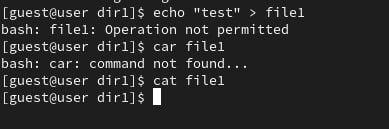 [guest@user dir1]$ echo "test" > file1
bash: file1: Operation not permitted
[guest@user dir1]$ car file1
bash: car: command not found...
[guest@user dir1]$ cat file1
[guest@user dir1]$